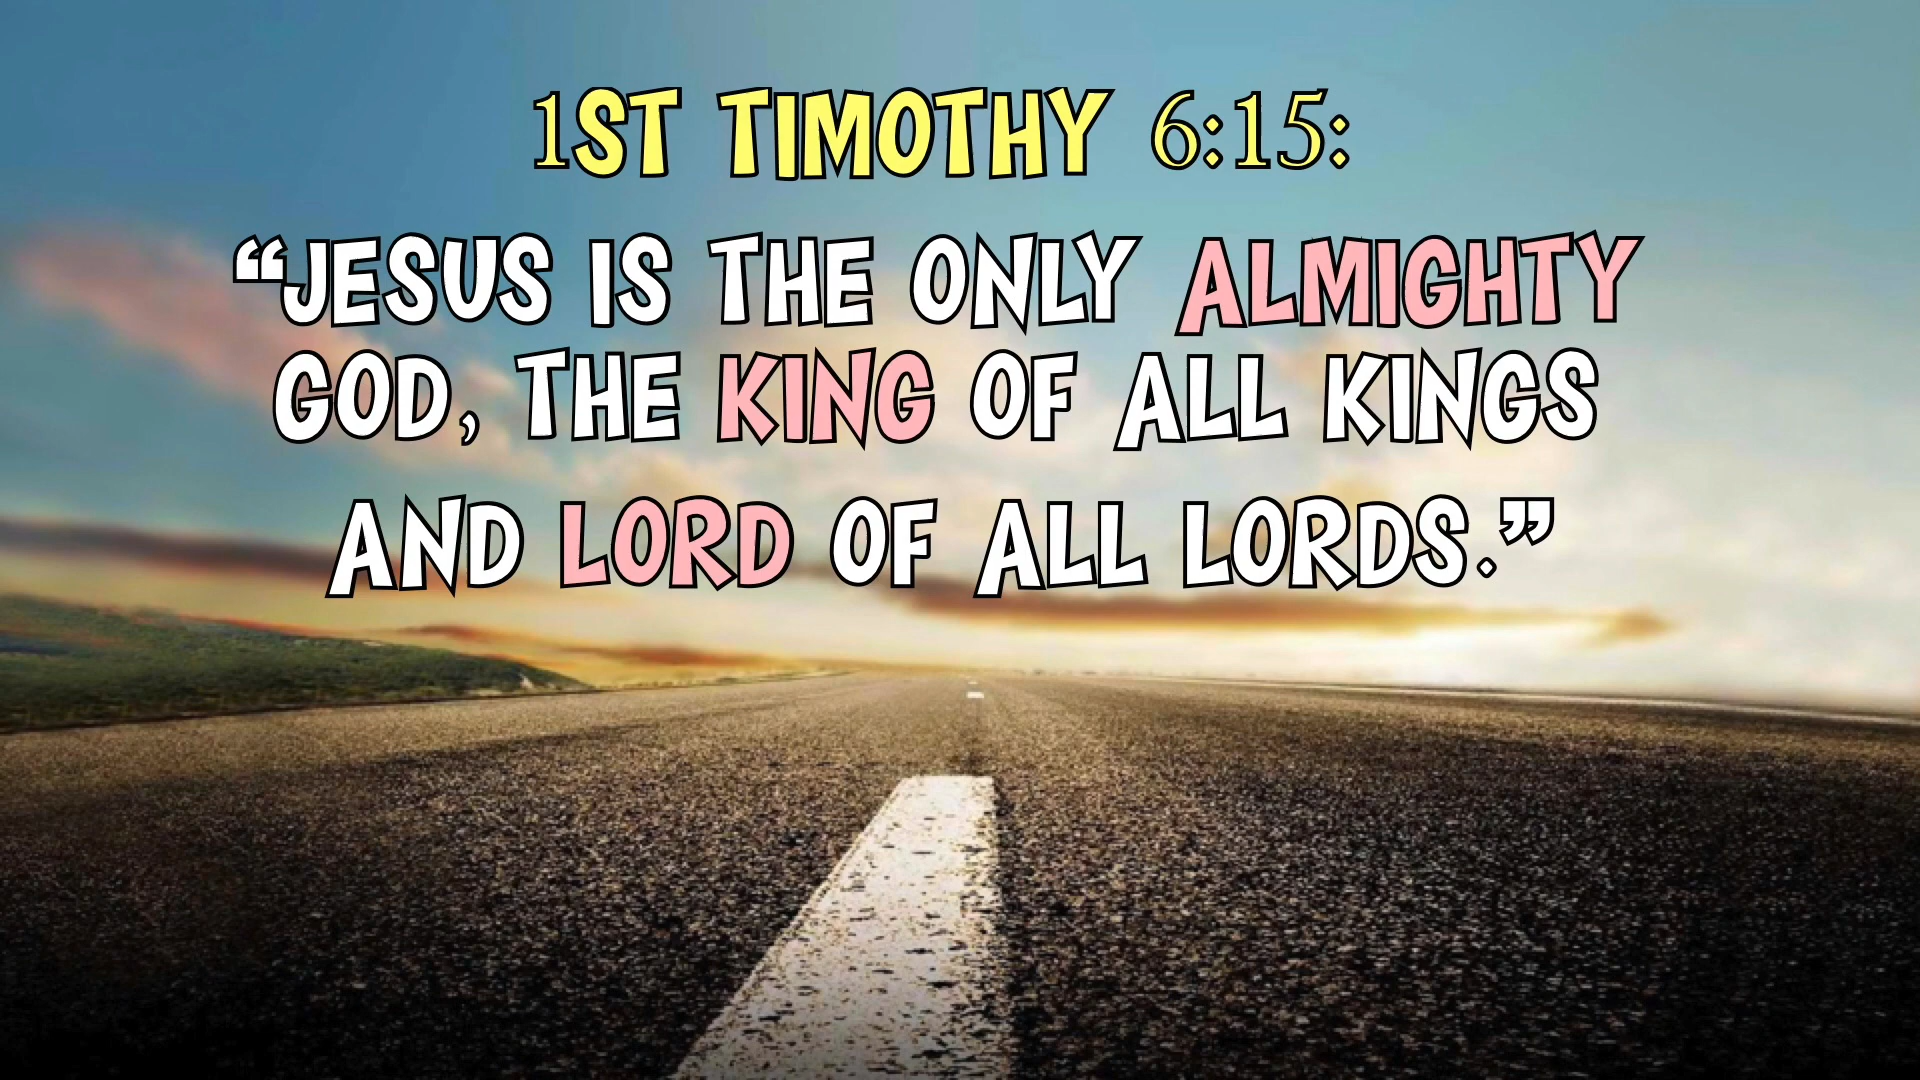 1ST TIMOTHY 6:15:
“JESUS IS THE ONLY ALMIGHTY
GOD, THE KING OF ALL KINGS
AND LORD OF ALL LORDS.”